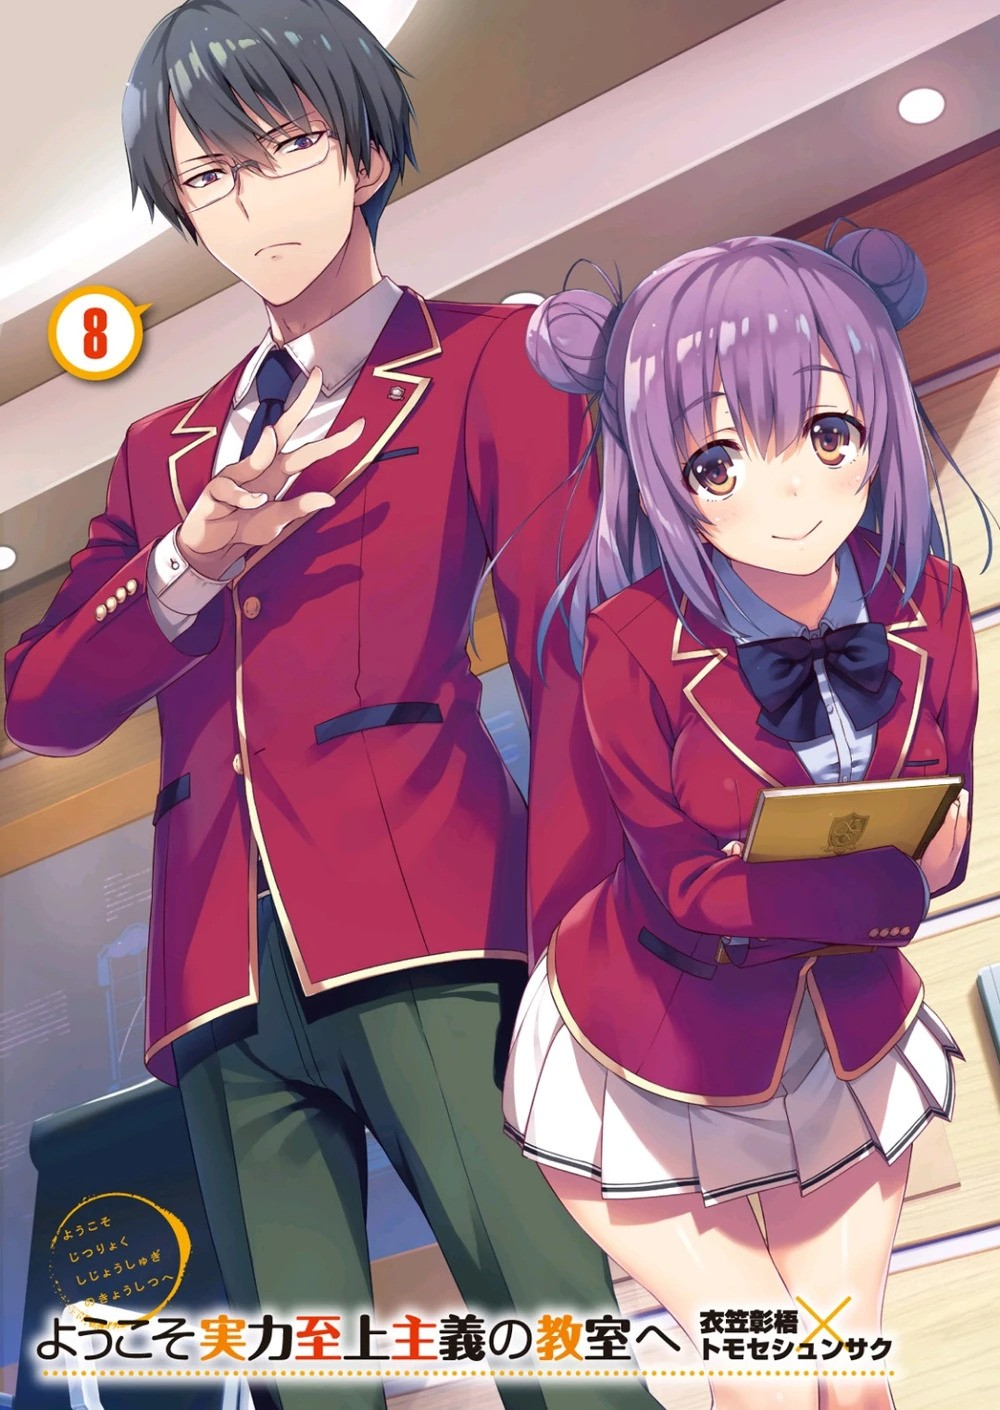 8
ようこそ
じつりょく
しじょうしゅぎ
のきょうしつへ
ようこそ実力至上主義の教室へ
衣笠彰梧×
トモセシュンサク